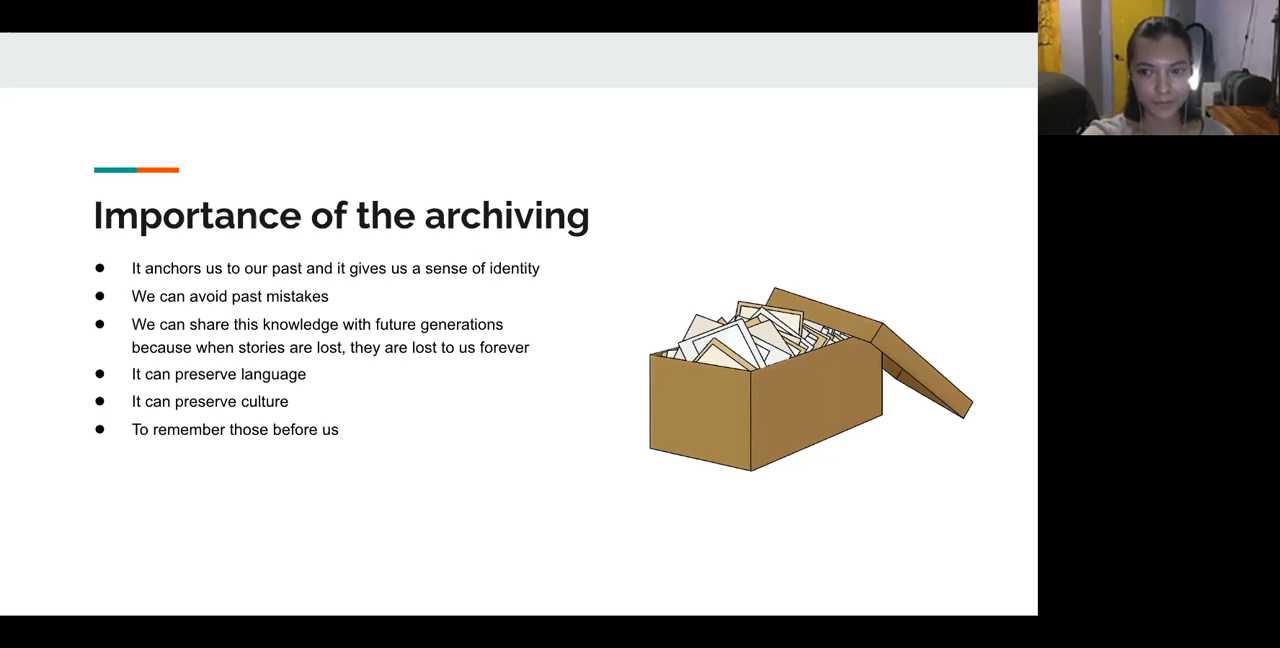 Importance of the archiving
● It anchors us to our past and it gives us a sense of identity
● We can avoid past mistakes
● We can share this knowledge with future generations
because when stories are lost, they are lost to us forever
● It can preserve language
● It can preserve culture
● To remember those before us